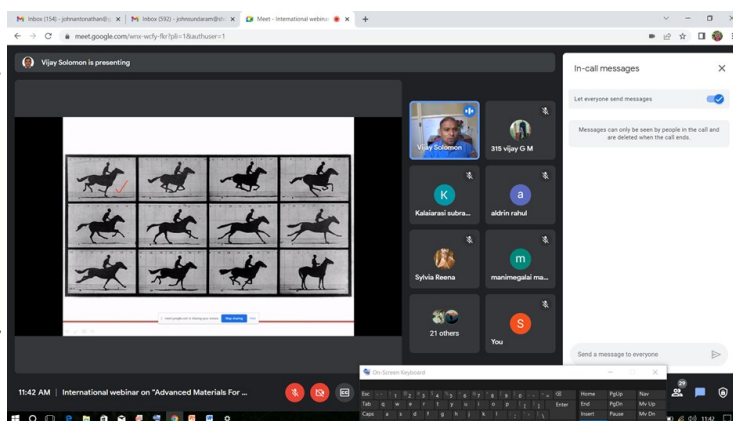 Inbox (154) - johnantonathan@g
Inbox (592) - johnsundaram@sh
Meet - International webina
meet.google.com/wnx-wcfy-fkr?pli=1&authuser=1
Vijay Solomon is presenting
Vijay Solomon
315 vijay G M
K
Kalaiarasi subra...
a
aldrin rahul
Sylvia Reena
m
manimegalai ma...
21 others
S
You
In-call messages
Let everyone send messages
Messages can only be seen by people in the call and
are deleted when the call ends.
Send a message to everyone
Stop sharing
11:42 AM | International webinar on "Advanced Materials For ...
29
On-Screen Keyboard
Esc
Home PgUp Nav
Tab q w e r t y u i o p Enter End PgDn Mv Up
Caps a s d f g h j k l Insert Pause Mv Dn
11:42